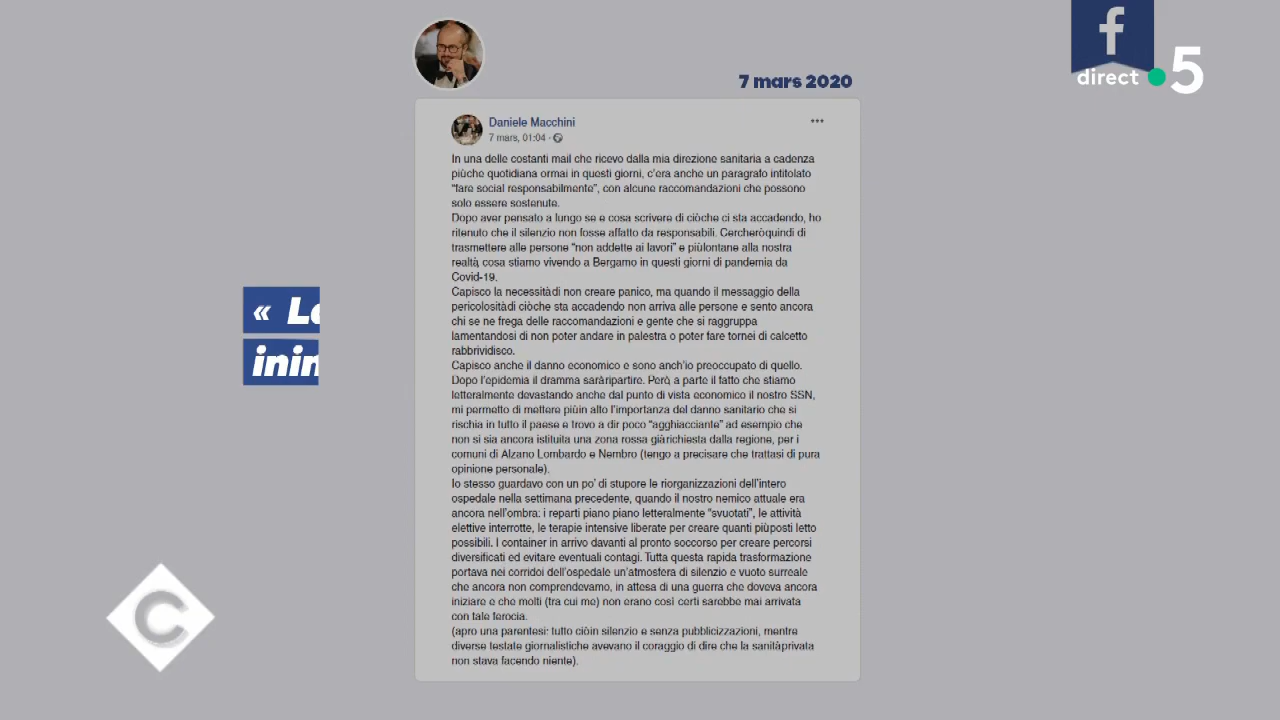 f
direct 5
7 mars 2020
Daniele Macchini
7 mars, 01:04 ·
In una delle costanti mail che ricevo dalla mia direzione sanitaria a cadenza
piùche quotidiana ormai in questi giorni, c'era anche un paragrafo intitolato
“fare social responsabilmente”, con alcune raccomandazioni che possono
solo essere sostenute.
Dopo aver pensato a lungo se e cosa scrivere di ciòche ci sta accadendo, ho
ritenuto che il silenzio non fosse affatto da responsabili. Cercheròquindi di
trasmettere alle persone “non addette ai lavori” e piùlontane alla nostra
realtà, cosa stiamo vivendo a Bergamo in questi giorni di pandemia da
Covid-19.
Capisco la necessitàdi non creare panico, ma quando il messaggio della
pericolositàdi ciòche sta accadendo non arriva alle persone e sento ancora
chi se ne frega delle raccomandazioni e gente che si raggruppa
lamentandosi di non poter andare in palestra o poter fare tornei di calcetto
rabbrividisco.
Capisco anche il danno economico e sono anch'io preoccupato di quello.
Dopo l'epidemia il dramma saràripartire. Però, a parte il fatto che stiamo
letteralmente devastando anche dal punto di vista economico il nostro SSN,
mi permetto di mettere piùin alto l'importanza del danno sanitario che si
rischia in tutto il paese e trovo a dir poco “agghiacciante” ad esempio che
non si sia ancora istituita una zona rossa giàrichiesta dalla regione, per i
comuni di Alzano Lombardo e Nembro (tengo a precisare che trattasi di pura
opinione personale).
Io stesso guardavo con un po' di stupore le riorganizzazioni dell'intero
ospedale nella settimana precedente, quando il nostro nemico attuale era
ancora nell'ombra: i reparti piano piano letteralmente “svuotati”, le attività
elettive interrotte, le terapie intensive liberate per creare quanti piùposti letto
possibili. I container in arrivo davanti al pronto soccorso per creare percorsi
diversificati ed evitare eventuali contagi. Tutta questa rapida trasformazione
portava nei corridoi dell'ospedale un'atmosfera di silenzio e vuoto surreale
che ancora non comprendevamo, in attesa di una guerra che doveva ancora
iniziare e che molti (tra cui me) non erano così certi sarebbe mai arrivata
con tale ferocia.
(apro una parentesi: tutto ciòin silenzio e senza pubblicizzazioni, mentre
diverse testate giornalistiche avevano il coraggio di dire che la sanitàprivata
non stava facendo niente).
« L
inin
C